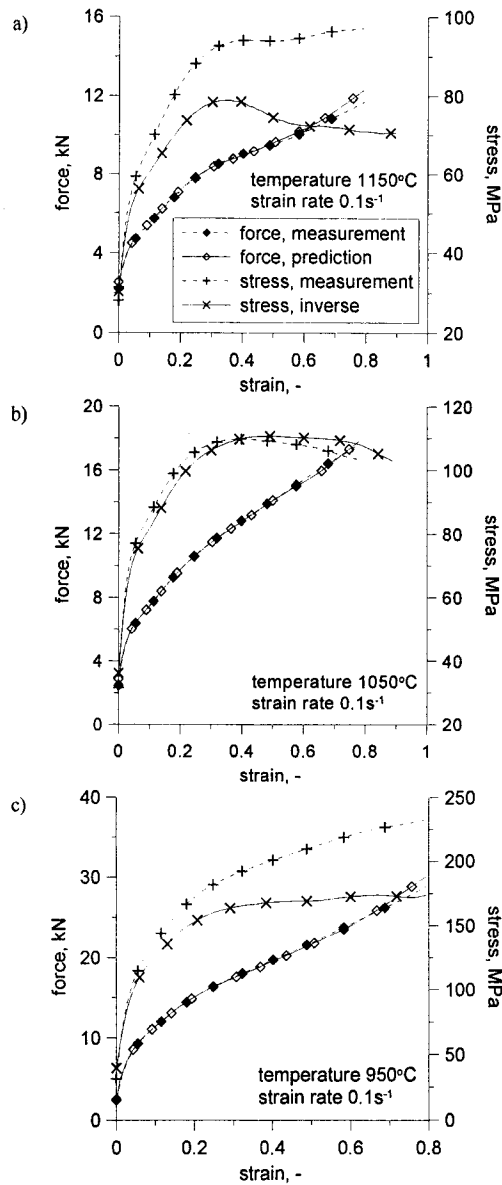 a)
16
12
8
4
0
force, kN
100
80
60
40
20
stress, MPa
temperature 1150°C
strain rate 0.1s⁻¹
force, measurement
force, prediction
stress, measurement
stress, inverse
0 0.2 0.4 0.6 0.8 1
strain, -
b)
20
16
12
8
4
0
force, kN
110
100
80
60
40
20
stress, MPa
temperature 1050°C
strain rate 0.1s⁻¹
0 0.2 0.4 0.6 0.8 1
strain, -
c)
40
30
20
10
0
force, kN
250
200
150
100
50
0
stress, MPa
temperature 950°C
strain rate 0.1s⁻¹
0 0.2 0.4 0.6 0.8
strain, -